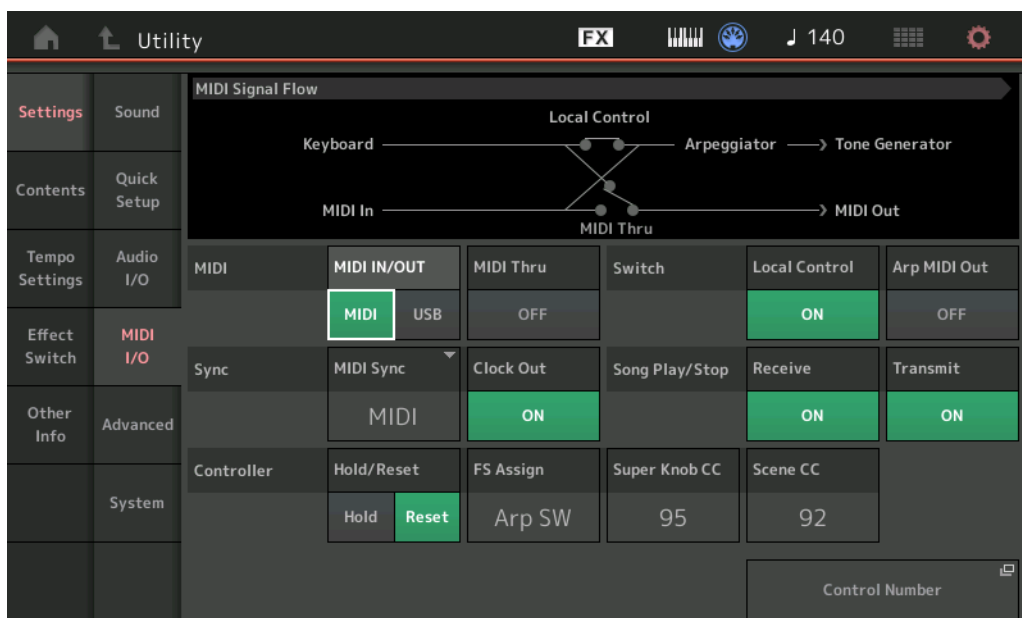 Utility
FX
♩ 140
MIDI Signal Flow
Local Control
Keyboard
Arpeggiator
Tone Generator
MIDI In
MIDI Out
MIDI Thru
Settings
Contents
Tempo
Settings
Effect
Switch
Other
Info
Sound
Quick
Setup
Audio
I/O
MIDI
I/O
Advanced
System
MIDI
MIDI IN/OUT
MIDI
USB
MIDI Thru
OFF
Switch
Local Control
ON
Arp MIDI Out
OFF
Sync
MIDI Sync
MIDI
Clock Out
ON
Song Play/Stop
Receive
ON
Transmit
ON
Controller
Hold/Reset
Hold
Reset
FS Assign
Arp SW
Super Knob CC
95
Scene CC
92
Control Number